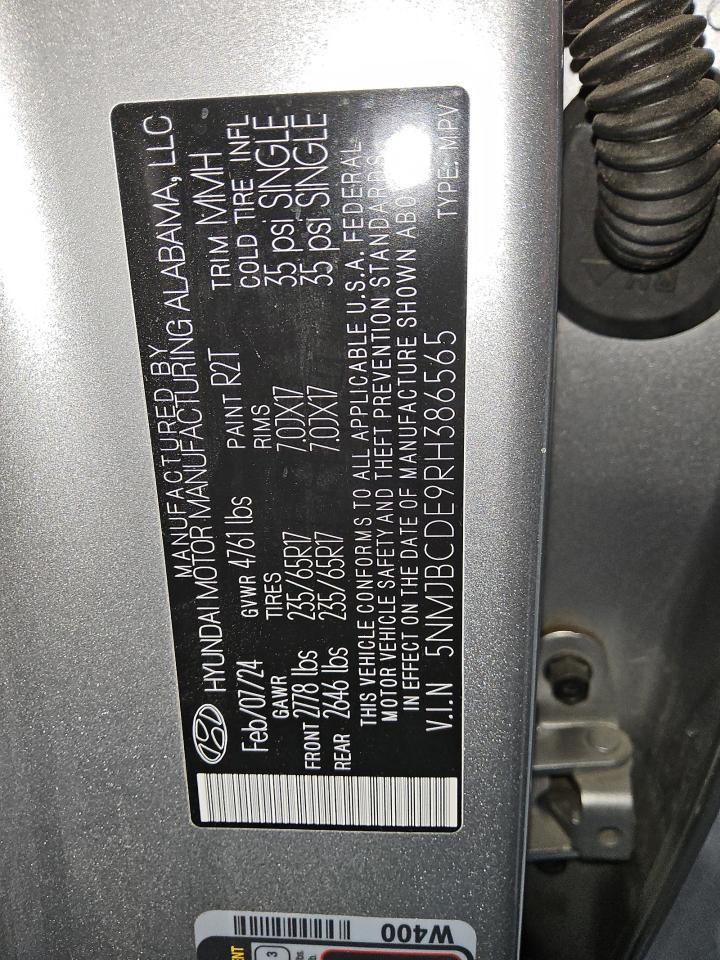 MANUFACTURED BY
HYUNDAI MOTOR MANUFACTURING ALABAMA, LLC
Feb/07/24 GVWR 4761 lbs PAINT R2T TRIM MMH
GAWR TIRES RIMS COLD TIRE INFL
FRONT 2778 lbs 235/65R17 7.0JX17 35 psi SINGLE
REAR 2646 lbs 235/65R17 7.0JX17 35 psi SINGLE
THIS VEHICLE CONFORMS TO ALL APPLICABLE U.S.A. FEDERAL
MOTOR VEHICLE SAFETY AND THEFT PREVENTION STANDARDS
IN EFFECT ON THE DATE OF MANUFACTURE SHOWN ABO
V.I.N 5NMJBCDE9RH386565 TYPE: MPV
W400
3
RH